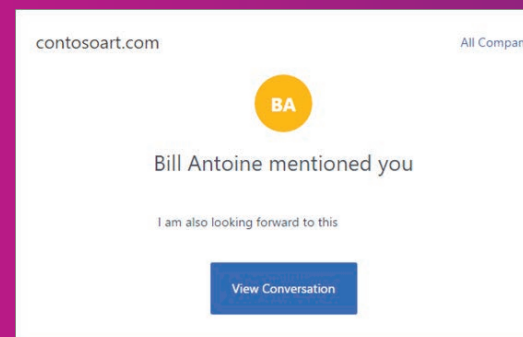 contosoart.com
All Compan
BA
Bill Antoine mentioned you
I am also looking forward to this
View Conversation